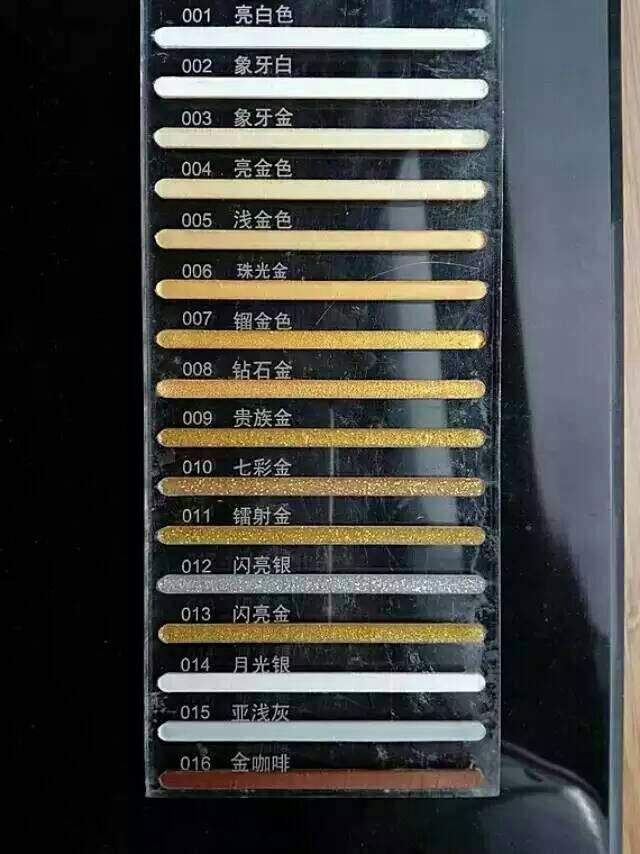 001 亮白色
002 象牙白
003 象牙金
004 亮金色
005 浅金色
006 珠光金
007 镏金色
008 钻石金
009 贵族金
010 七彩金
011 镭射金
012 闪亮银
013 闪亮金
014 月光银
015 亚浅灰
016 金咖啡